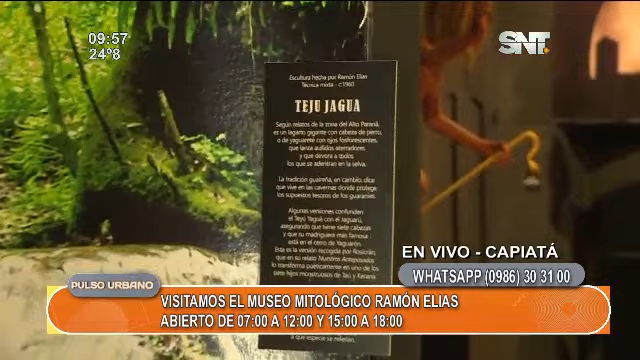 09:57
24°8
SNT
Escultura hecha por Ramón Elias
Técnica mixta - c1960
TEJU JAGUA
Según relatos de la zona del Alto Paraná,
es un lagarto gigante con cabeza de perro,
o de yaguareté con ojos fosforescentes,
que lanza aullidos aterradores
y que devora a todos
los que se adentran en la selva.
La tradición guaireña, en cambio, dice
que vive en las cavernas donde protege
los supuestos tesoros de los guaraníes.
Algunas versiones confunden
el Teyú Yaguá con el Jaguarú,
asegurando que tiene siete cabezas
y que su madriguera más famosa
está en el cerro de Yaguarón.
Esta es la versión recogida por Rosicrán,
que en su relato Nuestros Antepasados,
lo transforma poéticamente en uno de los
siete hijos monstruosos de Tau y Keraná.
EN VIVO - CAPIATÁ
WHATSAPP (0986) 30 31 00
PULSO URBANO
VISITAMOS EL MUSEO MITOLÓGICO RAMÓN ELIAS
ABIERTO DE 07:00 A 12:00 Y 15:00 A 18:00
a que especie se refieran.